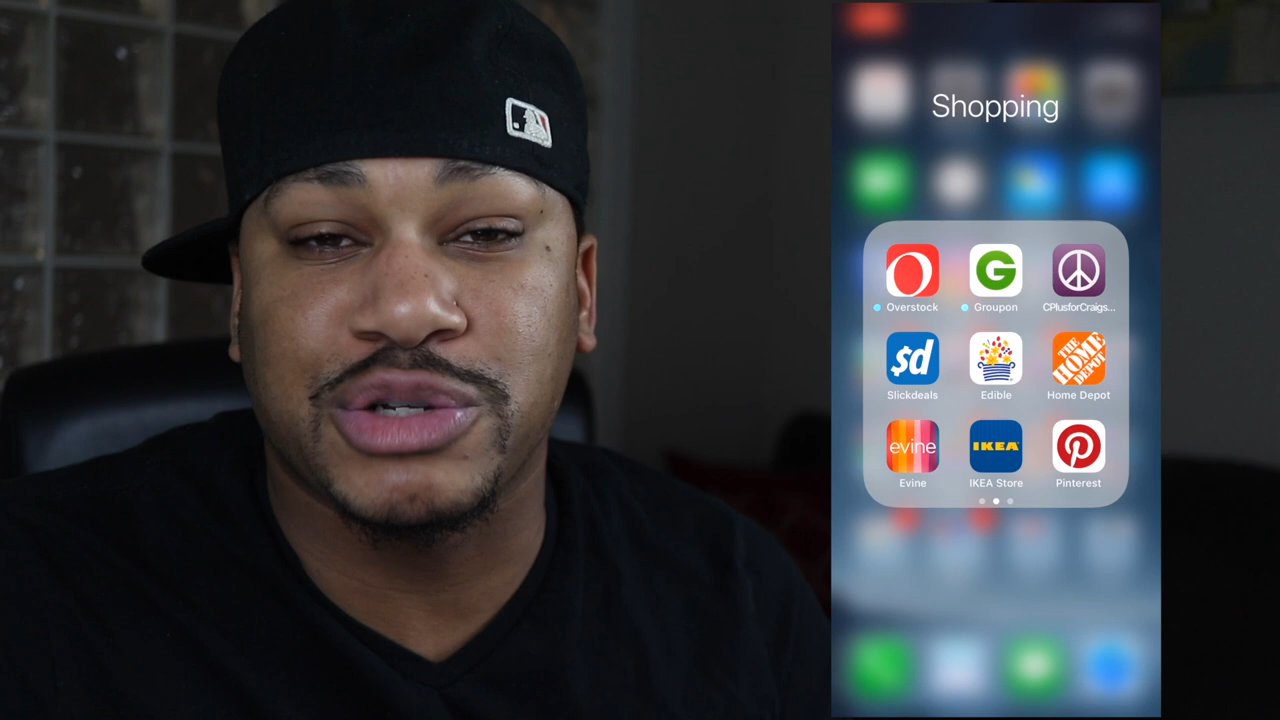 Shopping
Overstock
G
Groupon
CPlusforCraigs...
$d
Slickdeals
Edible
THE HOME DEPOT
Home Depot
evine
Evine
IKEA
IKEA Store
Pinterest